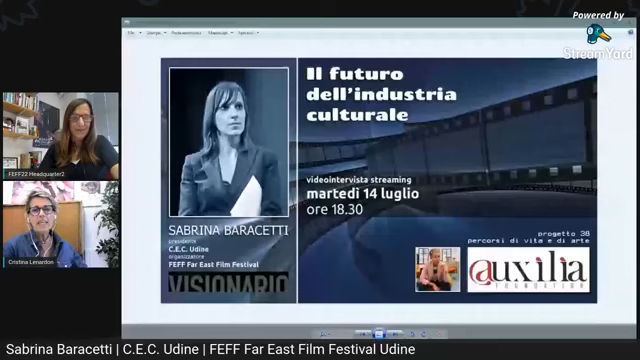 Powered by
StreamYard
FEFF22 Headquarter2
Cristina Lenardon
Il futuro
dell'industria
culturale
videointervista streaming
martedì 14 luglio
ore 18.30
SABRINA BARACETTI
presidente
C.E.C. Udine
organizzatore
FEFF Far East Film Festival
VISIONARIO
progetto 38
percorsi di vita e di arte
auxilia
FOUNDATION
Sabrina Baracetti | C.E.C. Udine | FEFF Far East Film Festival Udine